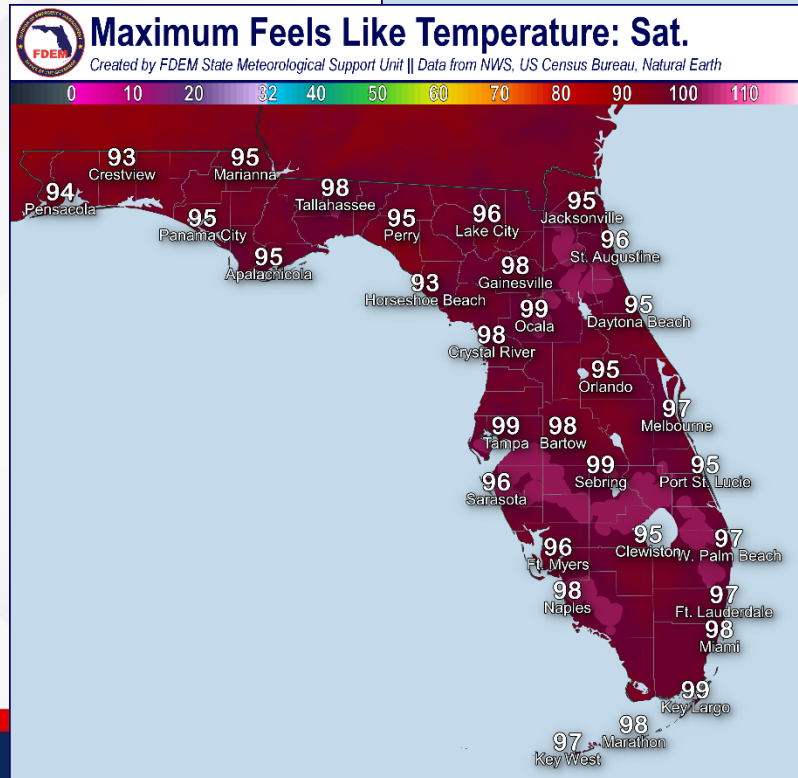 Maximum Feels Like Temperature: Sat.
FDEM
Created by FDEM State Meteorological Support Unit || Data from NWS, US Census Bureau, Natural Earth
0 10 20 32 40 50 60 70 80 90 100 110
93
Crestview
95
Marianna
94
Pensacola
98
Tallahassee
95
Panama City
95
Perry
96
Lake City
95
Jacksonville
96
St. Augustine
95
Apalachicola
93
Horseshoe Beach
98
Gainesville
99
Ocala
95
Daytona Beach
98
Crystal River
95
Orlando
97
Melbourne
99
Tampa
98
Bartow
96
Sarasota
99
Sebring
95
Port St. Lucie
95
Clewiston
97
W. Palm Beach
96
Ft. Myers
98
Naples
97
Ft. Lauderdale
98
Miami
99
Key Largo
98
Marathon
97
Key West